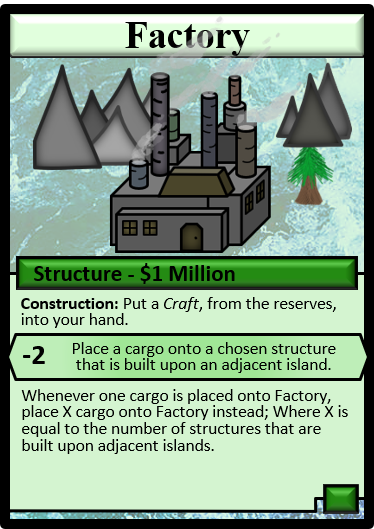 Factory
Structure - $1 Million
Construction: Put a Craft, from the reserves,
into your hand.
-2
Place a cargo onto a chosen structure
that is built upon an adjacent island.
Whenever one cargo is placed onto Factory,
place X cargo onto Factory instead; Where X is
equal to the number of structures that are
built upon adjacent islands.